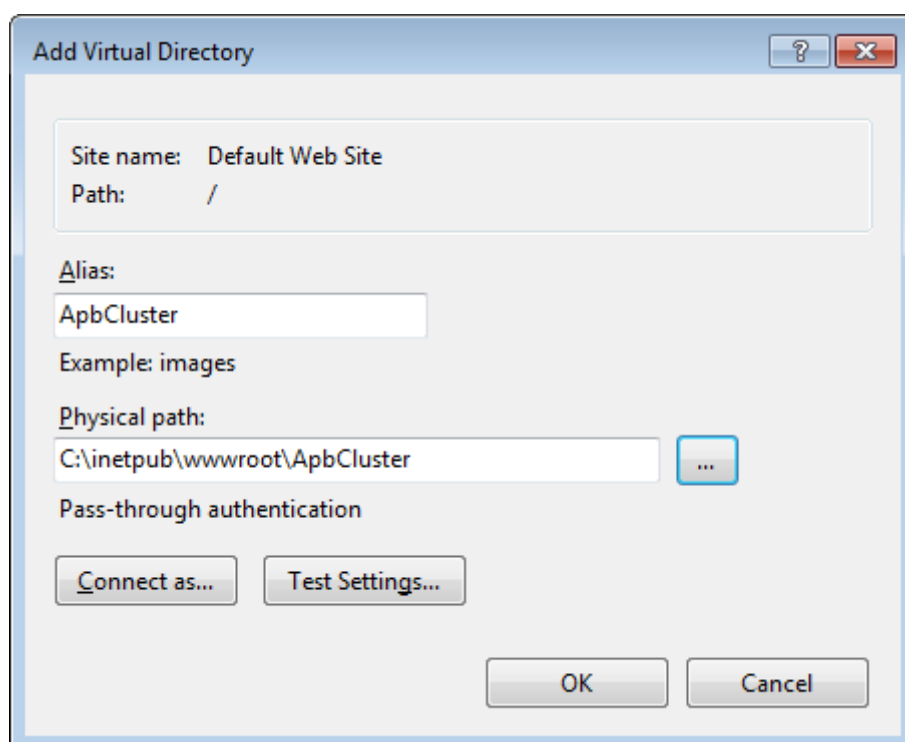 Add Virtual Directory
Site name: Default Web Site
Path: /
Alias:
ApbCluster
Example: images
Physical path:
C:\inetpub\wwwroot\ApbCluster
...
Pass-through authentication
Connect as... Test Settings...
OK Cancel